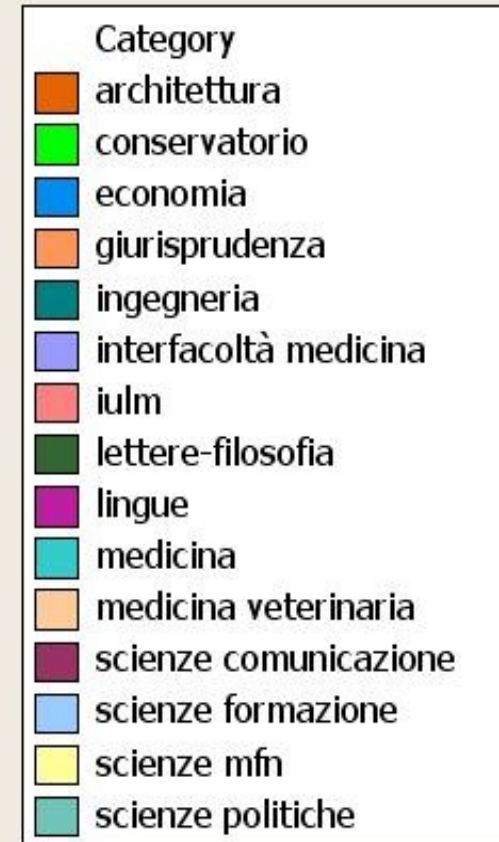 Category
architettura
conservatorio
economia
giurisprudenza
ingegneria
interfacoltà medicina
iulm
lettere-filosofia
lingue
medicina
medicina veterinaria
scienze comunicazione
scienze formazione
scienze mfn
scienze politiche